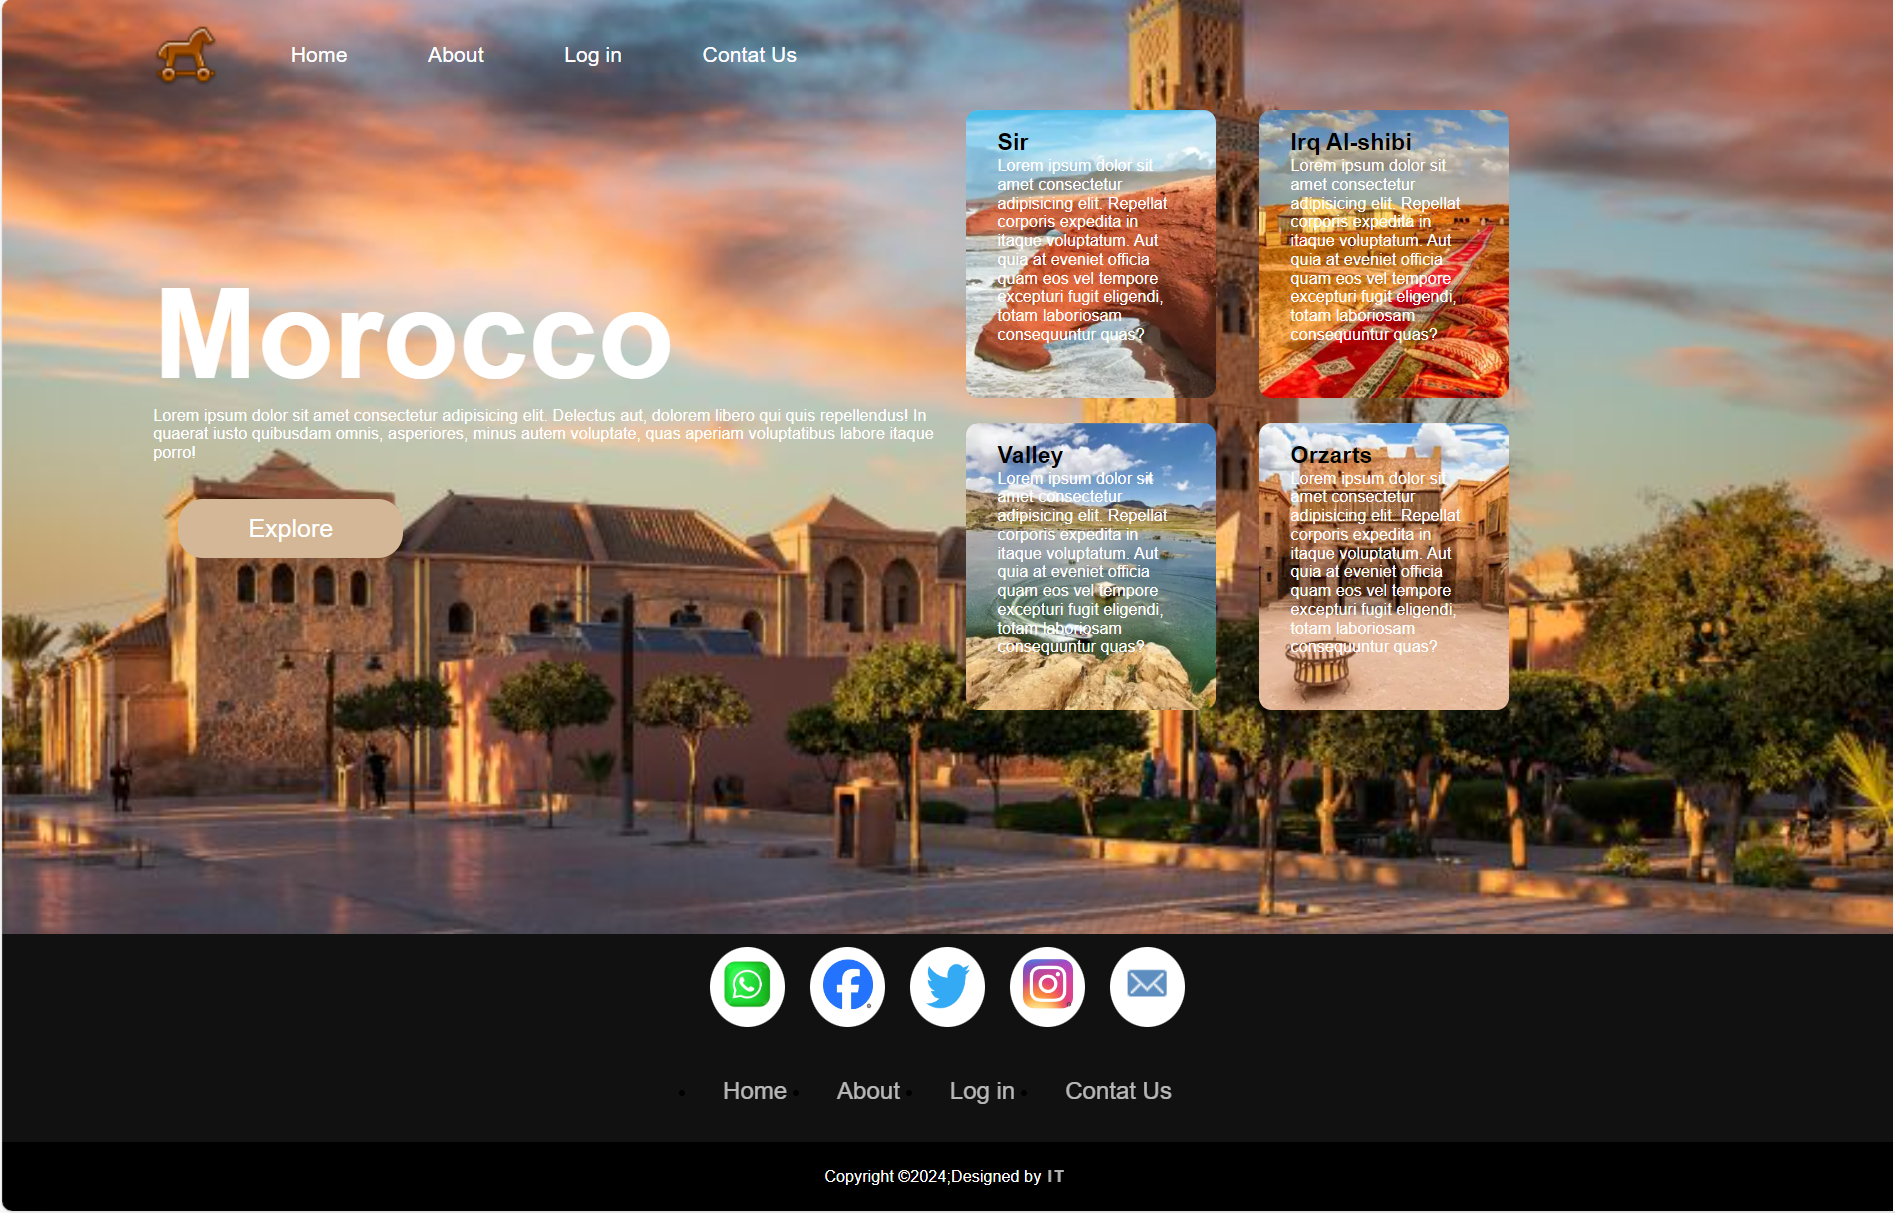 Home About Log in Contat Us
Morocco
Lorem ipsum dolor sit amet consectetur adipisicing elit. Delectus aut, dolorem libero qui quis repellendus! In
quaerat iusto quibusdam omnis, asperiores, minus autem voluptate, quas aperiam voluptatibus labore itaque
porro!
Explore
Sir
Lorem ipsum dolor sit
amet consectetur
adipisicing elit. Repellat
corporis expedita in
itaque voluptatum. Aut
quia at eveniet officia
quam eos vel tempore
excepturi fugit eligendi,
totam laboriosam
consequuntur quas?
Irq Al-shibi
Lorem ipsum dolor sit
amet consectetur
adipisicing elit. Repellat
corporis expedita in
itaque voluptatum. Aut
quia at eveniet officia
quam eos vel tempore
excepturi fugit eligendi,
totam laboriosam
consequuntur quas?
Valley
Lorem ipsum dolor sit
amet consectetur
adipisicing elit. Repellat
corporis expedita in
itaque voluptatum. Aut
quia at eveniet officia
quam eos vel tempore
excepturi fugit eligendi,
totam laboriosam
consequuntur quas?
Orzarts
Lorem ipsum dolor sit
amet consectetur
adipisicing elit. Repellat
corporis expedita in
itaque voluptatum. Aut
quia at eveniet officia
quam eos vel tempore
excepturi fugit eligendi,
totam laboriosam
consequuntur quas?
Home About Log in Contat Us
Copyright ©2024;Designed by IT